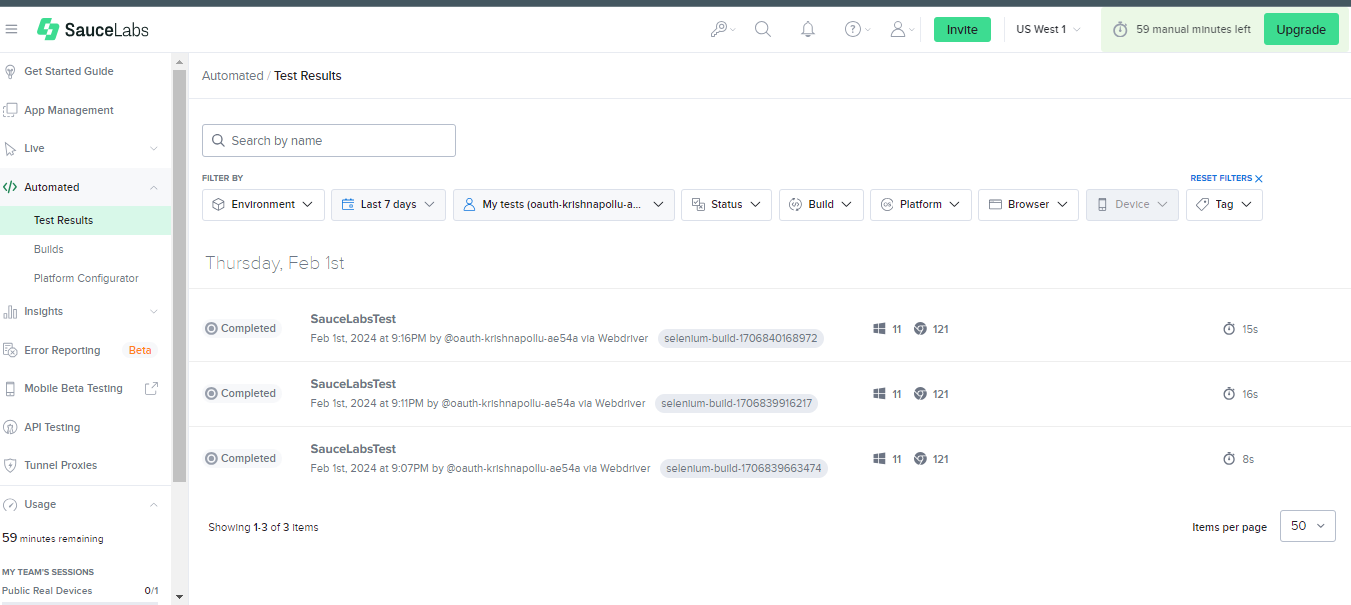 SauceLabs
Invite
US West 1
59 manual minutes left
Upgrade
Get Started Guide
App Management
Live
Automated
Test Results
Builds
Platform Configurator
Insights
Error Reporting Beta
Mobile Beta Testing
API Testing
Tunnel Proxies
Usage
59 minutes remaining
MY TEAM'S SESSIONS
Public Real Devices 0/1
Automated / Test Results
Search by name
FILTER BY
RESET FILTERS
Environment
Last 7 days
My tests (oauth-krishnapollu-a...
Status
Build
Platform
Browser
Device
Tag
Thursday, Feb 1st
Completed
SauceLabsTest
Feb 1st, 2024 at 9:16PM by @oauth-krishnapollu-ae54a via Webdriver selenium-build-1706840168972
11 121
15s
Completed
SauceLabsTest
Feb 1st, 2024 at 9:11PM by @oauth-krishnapollu-ae54a via Webdriver selenium-build-1706839916217
11 121
16s
Completed
SauceLabsTest
Feb 1st, 2024 at 9:07PM by @oauth-krishnapollu-ae54a via Webdriver selenium-build-1706839663474
11 121
8s
Showing 1-3 of 3 items
Items per page 50